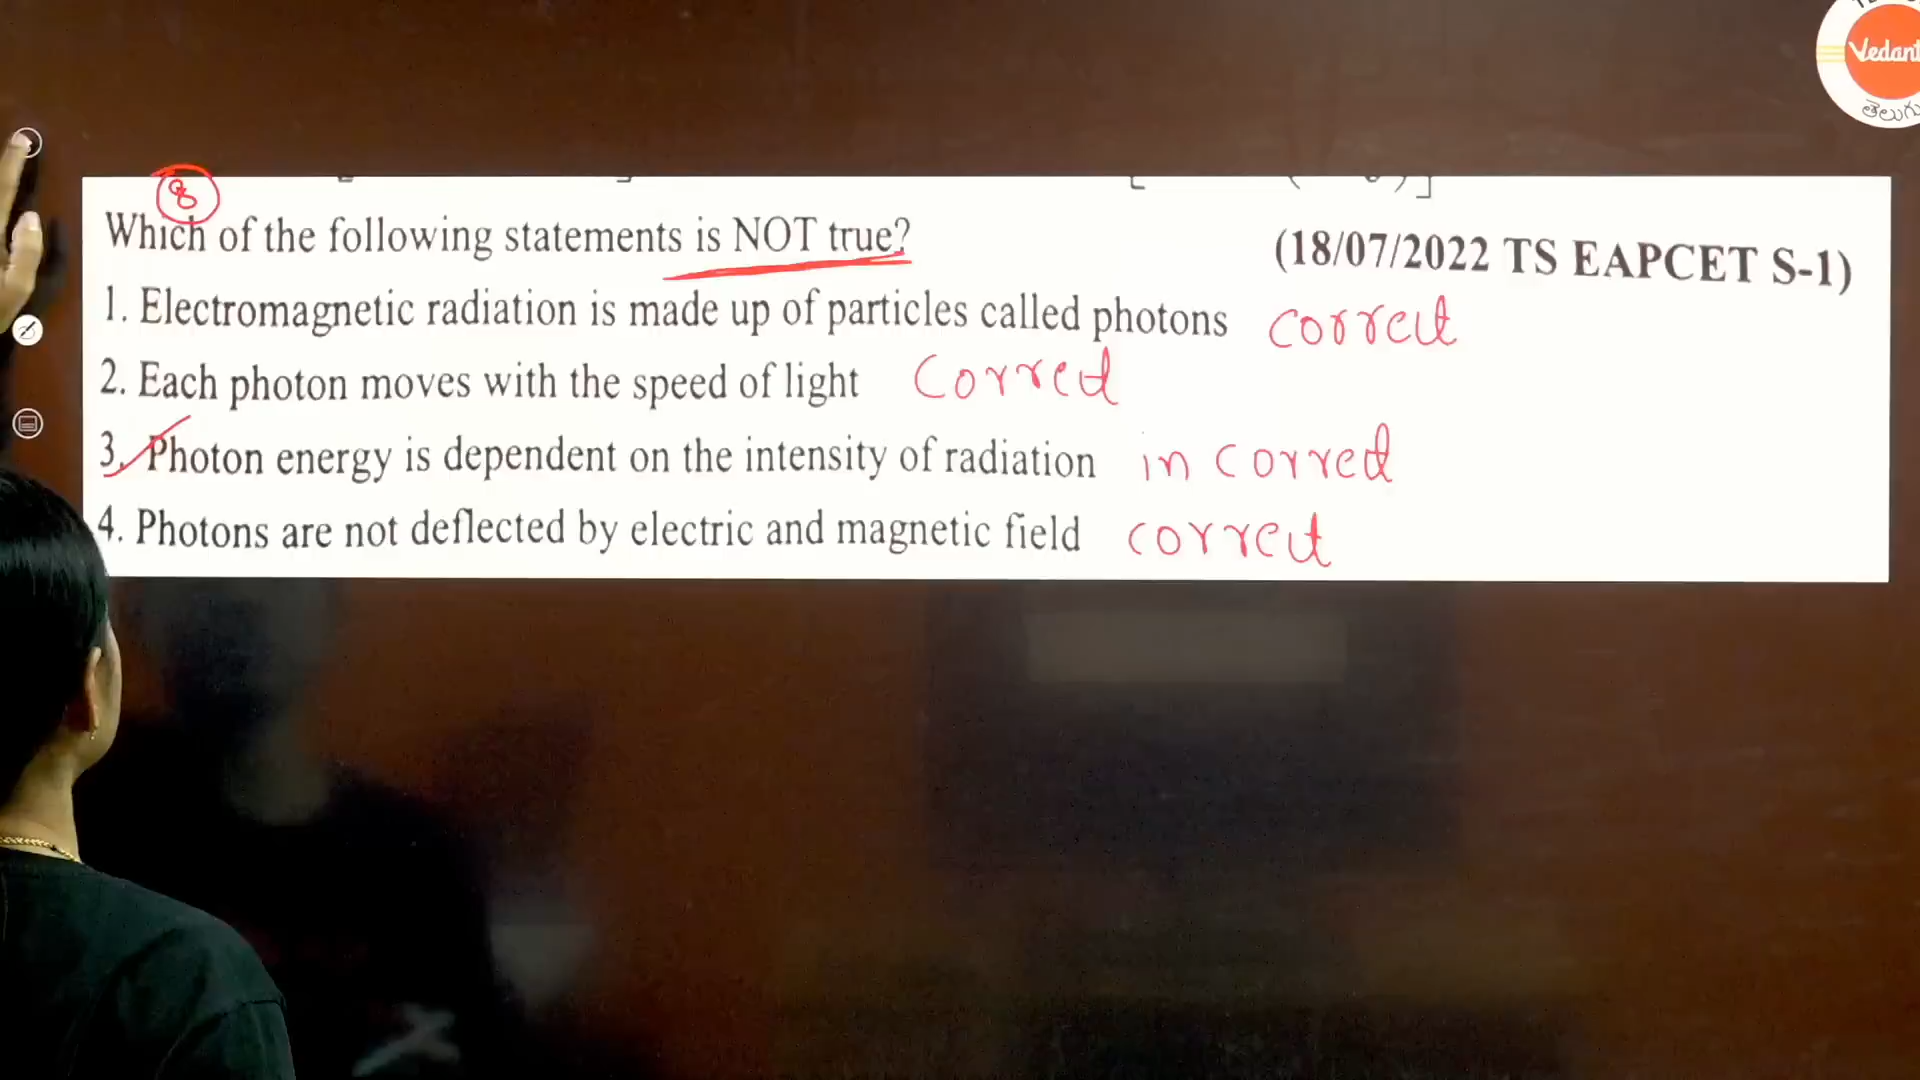 Vedant
తెలుగు
8
Which of the following statements is NOT true?
(18/07/2022 TS EAPCET S-1)
1. Electromagnetic radiation is made up of particles called photons correct
2. Each photon moves with the speed of light Correct
3. Photon energy is dependent on the intensity of radiation in correct
4. Photons are not deflected by electric and magnetic field correct